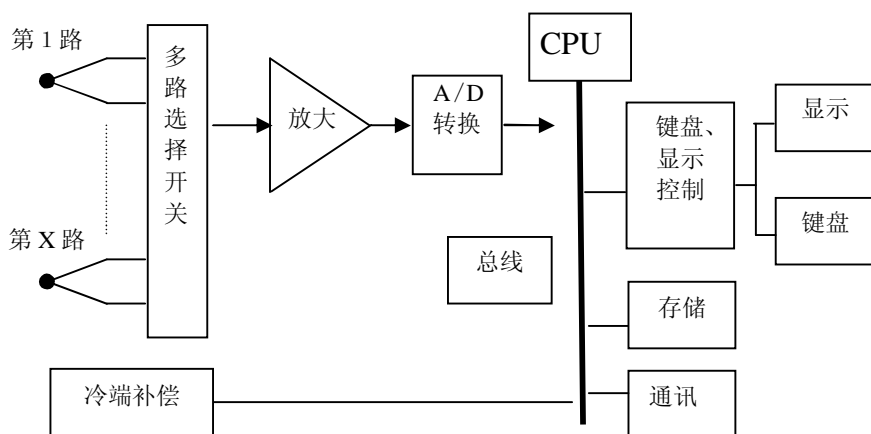 第 1 路
多
路
选
择
开
关
放大
A/D
转换
CPU
键盘、
显示
控制
显示
键盘
第 X 路
总线
存储
冷端补偿
通讯